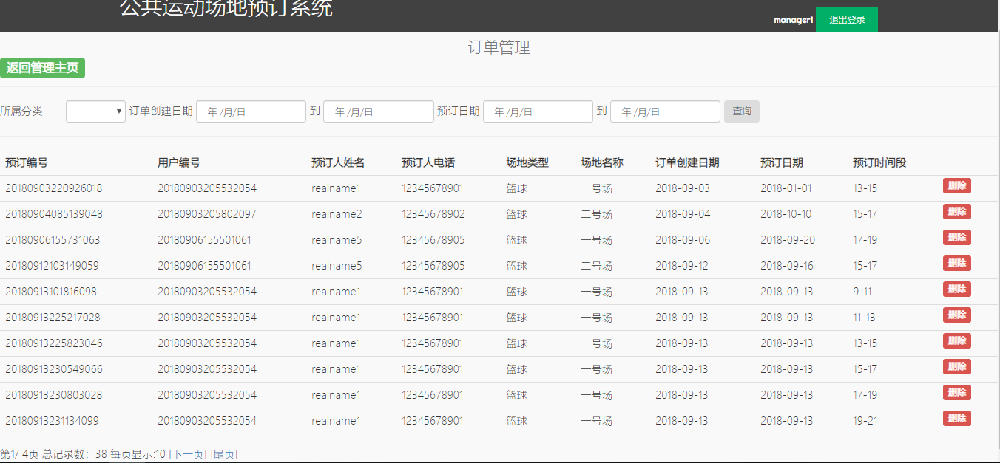 公共运动场地预订系统
manager1 退出登录
订单管理
返回管理主页
所属分类 订单创建日期 年 /月/日 到 年 /月/日 预订日期 年 /月/日 到 年 /月/日 查询
预订编号 用户编号 预订人姓名 预订人电话 场地类型 场地名称 订单创建日期 预订日期 预订时间段
20180903220926018 20180903205532054 realname1 12345678901 篮球 一号场 2018-09-03 2018-01-01 13-15 删除
20180904085139048 20180903205802097 realname2 12345678902 篮球 二号场 2018-09-04 2018-10-10 15-17 删除
20180906155731063 20180906155501061 realname5 12345678905 篮球 一号场 2018-09-06 2018-09-20 17-19 删除
20180912103149059 20180906155501061 realname5 12345678905 篮球 二号场 2018-09-12 2018-09-16 15-17 删除
20180913101816098 20180903205532054 realname1 12345678901 篮球 一号场 2018-09-13 2018-09-13 9-11 删除
20180913225217028 20180903205532054 realname1 12345678901 篮球 一号场 2018-09-13 2018-09-13 11-13 删除
20180913225823046 20180903205532054 realname1 12345678901 篮球 一号场 2018-09-13 2018-09-13 13-15 删除
20180913230549066 20180903205532054 realname1 12345678901 篮球 一号场 2018-09-13 2018-09-13 15-17 删除
20180913230803028 20180903205532054 realname1 12345678901 篮球 一号场 2018-09-13 2018-09-13 17-19 删除
20180913231134099 20180903205532054 realname1 12345678901 篮球 一号场 2018-09-13 2018-09-13 19-21 删除
第1/ 4页 总记录数：38 每页显示:10 [下一页] [尾页]